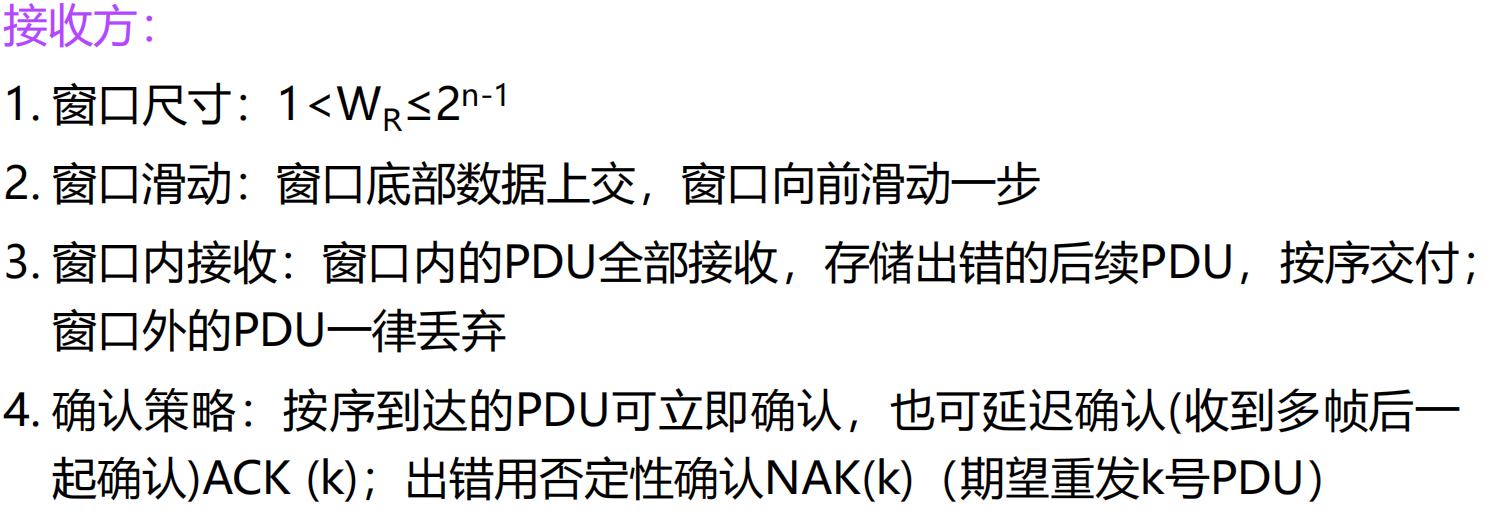 接收方：
1. 窗口尺寸：1<W_R≤2^{n-1}
2. 窗口滑动：窗口底部数据上交，窗口向前滑动一步
3. 窗口内接收：窗口内的PDU全部接收，存储出错的后续PDU，按序交付；
窗口外的PDU一律丢弃
4. 确认策略：按序到达的PDU可立即确认，也可延迟确认(收到多帧后一
起确认)ACK (k)；出错用否定性确认NAK(k)（期望重发k号PDU）